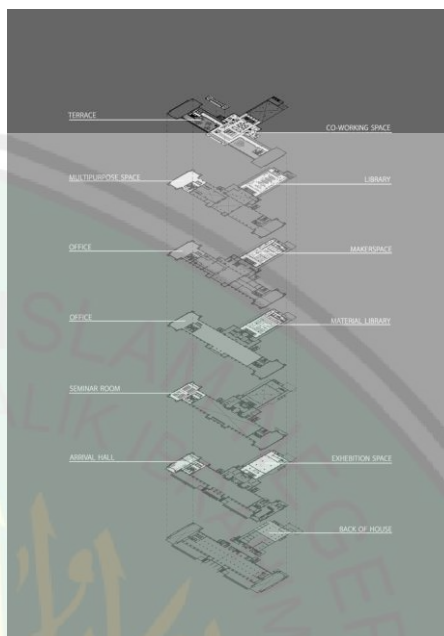 TERRACE
CO-WORKING SPACE
MULTIPURPOSE SPACE
LIBRARY
OFFICE
MAKERSPACE
OFFICE
MATERIAL LIBRARY
SEMINAR ROOM
ARRIVAL HALL
EXHIBITION SPACE
BACK OF HOUSE